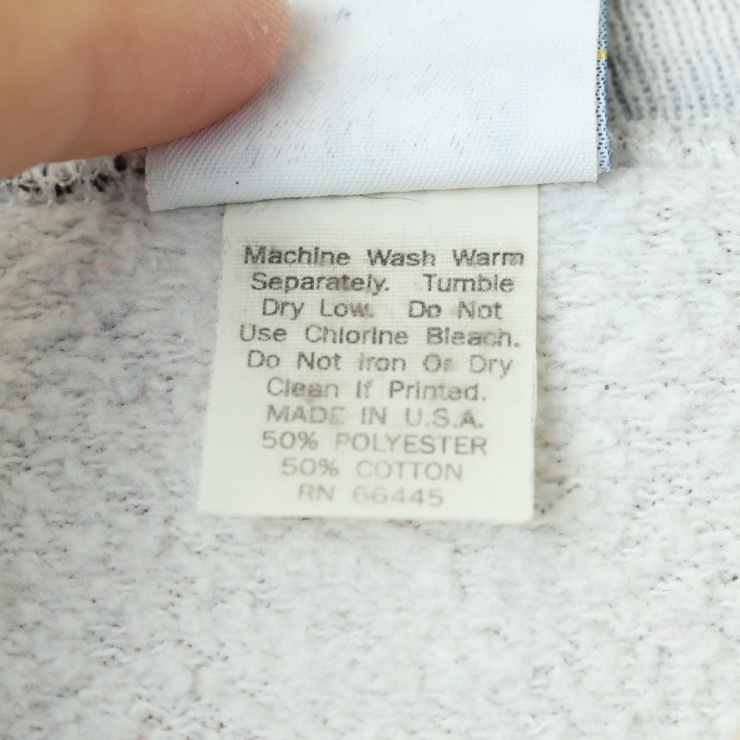 Machine Wash Warm
Separately. Tumble
Dry Low. Do Not
Use Chlorine Bleach.
Do Not Iron Or Dry
Clean If Printed.
MADE IN U.S.A.
50% POLYESTER
50% COTTON
RN 66445